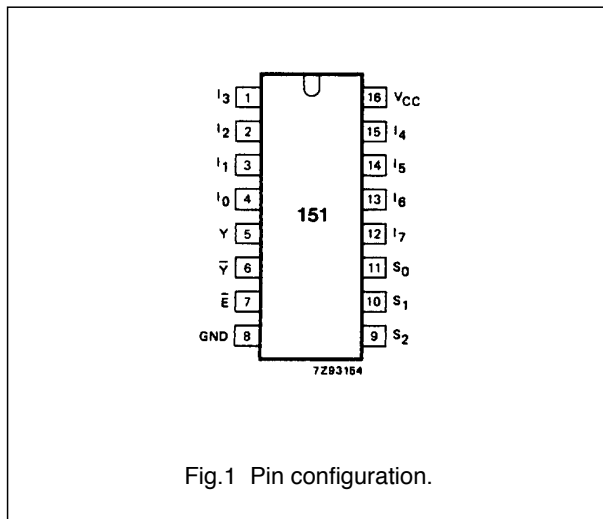 I3 1 16 VCC
I2 2 15 I4
I1 3 14 I5
I0 4 13 I6
151
Y 5 12 I7
Y̅ 6 11 S0
E̅ 7 10 S1
GND 8 9 S2
7Z93154
Fig.1 Pin configuration.